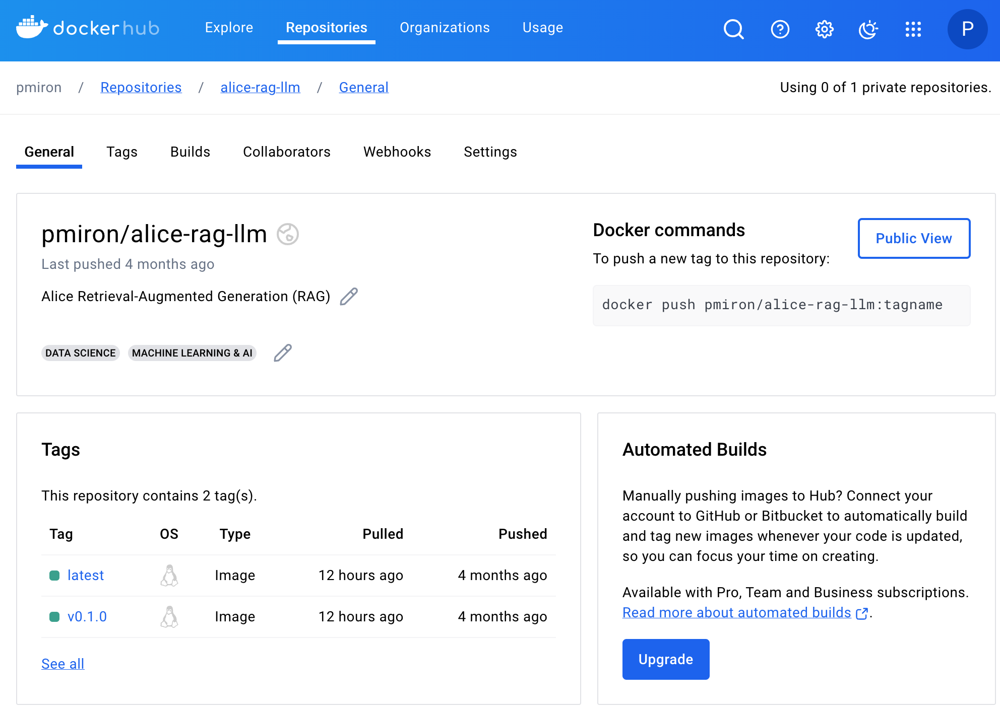 dockerhub Explore Repositories Organizations Usage P
pmiron / Repositories / alice-rag-llm / General Using 0 of 1 private repositories.
General Tags Builds Collaborators Webhooks Settings
pmiron/alice-rag-llm
Last pushed 4 months ago
Alice Retrieval-Augmented Generation (RAG)
DATA SCIENCE MACHINE LEARNING & AI
Docker commands
Public View
To push a new tag to this repository:
docker push pmiron/alice-rag-llm:tagname
Tags
This repository contains 2 tag(s).
Tag OS Type Pulled Pushed
latest Image 12 hours ago 4 months ago
v0.1.0 Image 12 hours ago 4 months ago
See all
Automated Builds
Manually pushing images to Hub? Connect your
account to GitHub or Bitbucket to automatically build
and tag new images whenever your code is updated,
so you can focus your time on creating.
Available with Pro, Team and Business subscriptions.
Read more about automated builds .
Upgrade